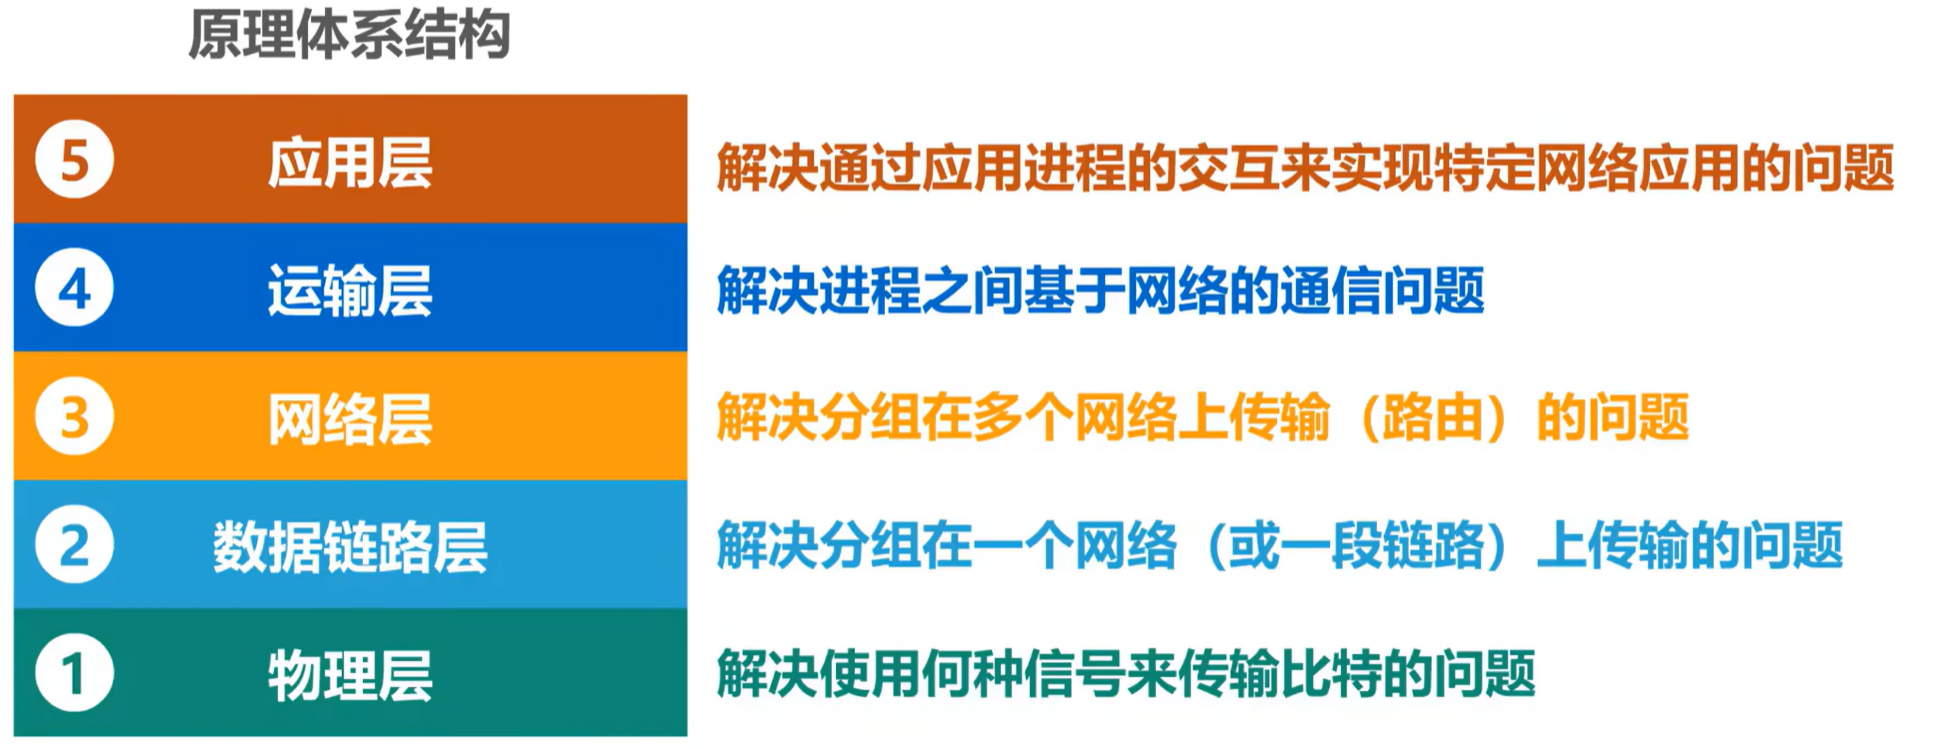 原理体系结构
5 应用层 解决通过应用进程的交互来实现特定网络应用的问题
4 运输层 解决进程之间基于网络的通信问题
3 网络层 解决分组在多个网络上传输（路由）的问题
2 数据链路层 解决分组在一个网络（或一段链路）上传输的问题
1 物理层 解决使用何种信号来传输比特的问题